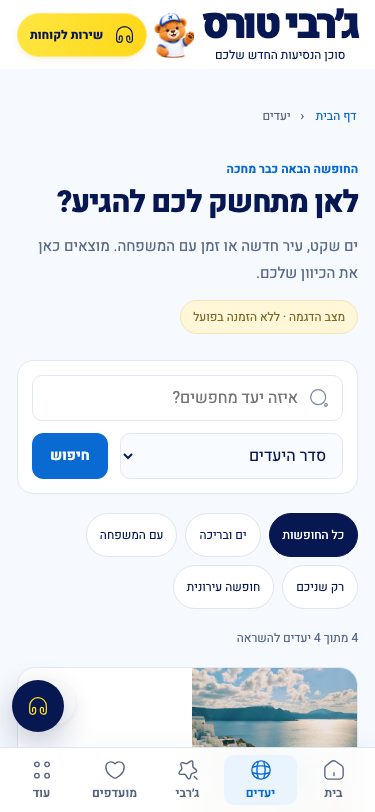 ג׳רבי טורס
סוכן הנסיעות החדש שלכם
שירות לקוחות
דף הבית › יעדים
החופשה הבאה כבר מחכה
לאן מתחשק לכם להגיע?
ים שקט, עיר חדשה או זמן עם המשפחה. מוצאים כאן
את הכיוון שלכם.
מצב הדגמה · ללא הזמנה בפועל
איזה יעד מחפשים?
סדר היעדים
חיפוש
כל החופשות
ים ובריכה
עם המשפחה
רק שניכם
חופשה עירונית
4 מתוך 4 יעדים להשראה
בית
יעדים
ג׳רבי
מועדפים
עוד